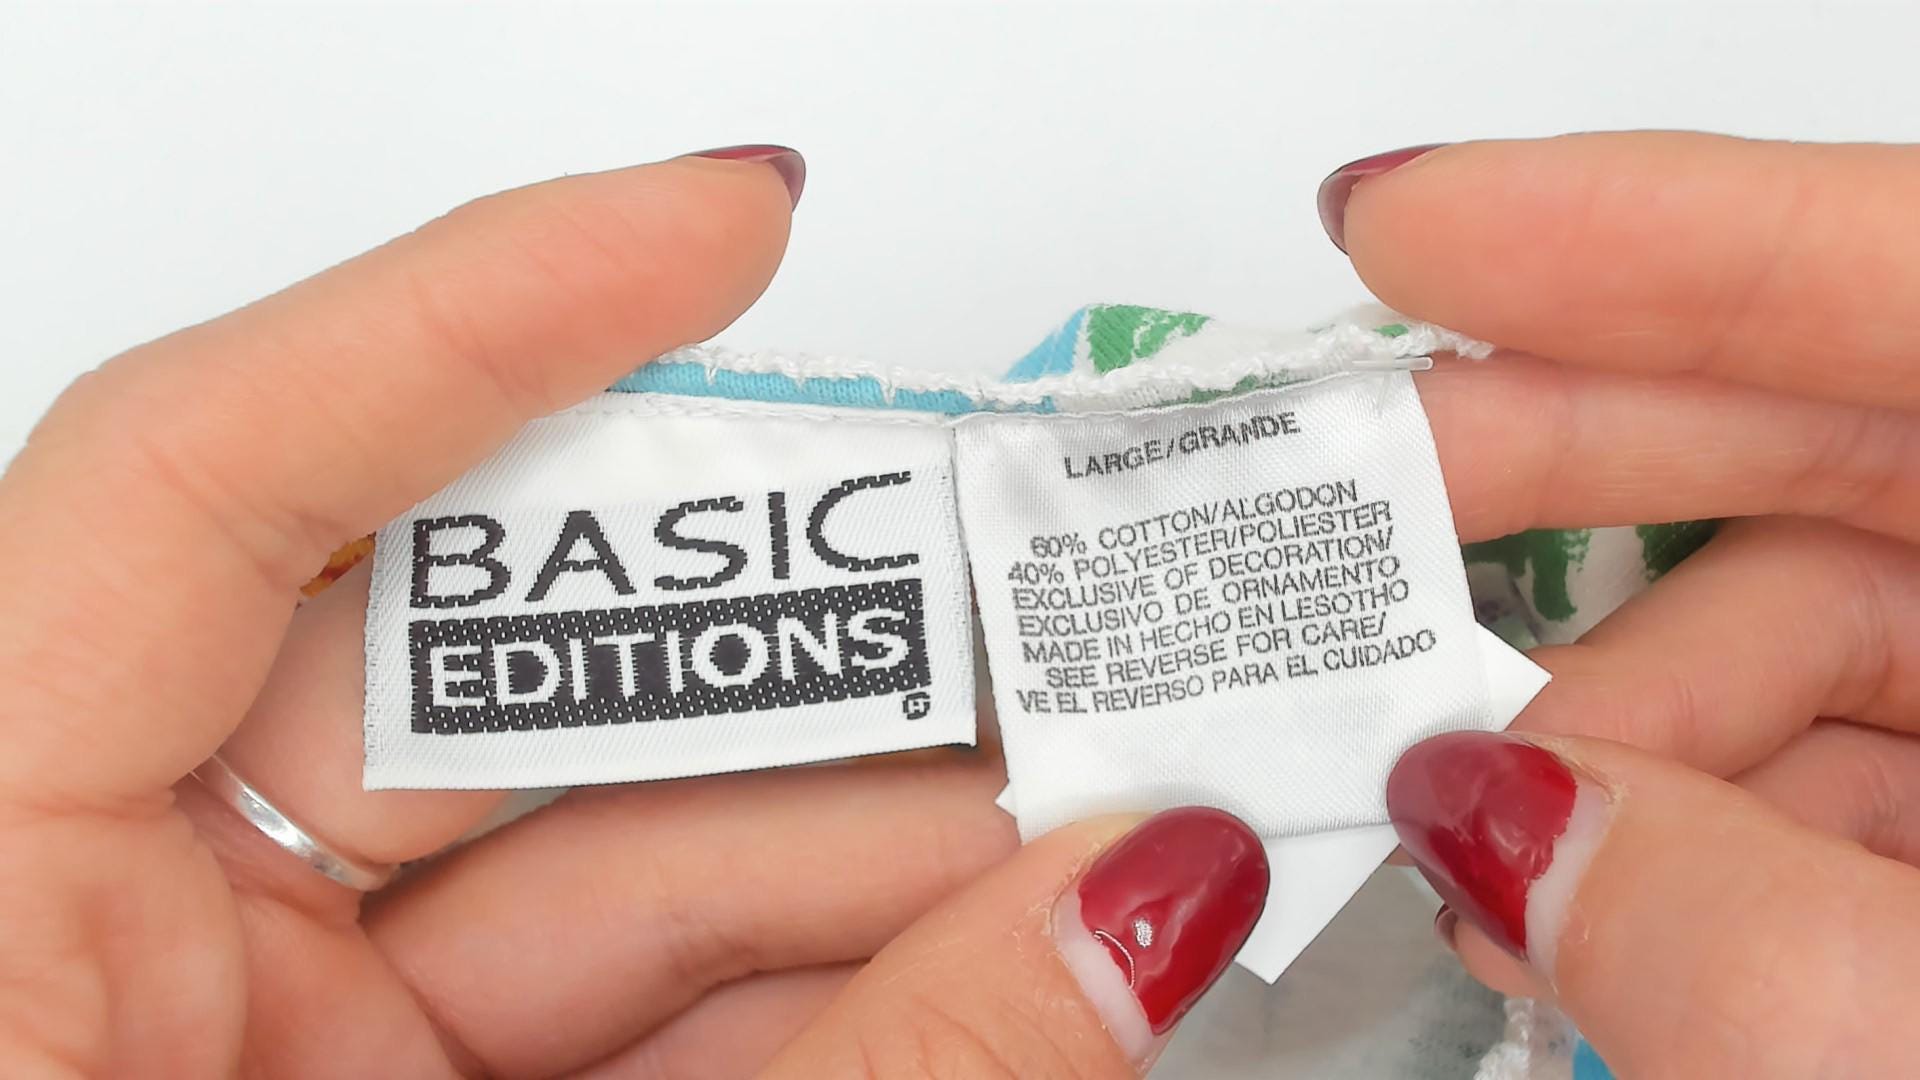 BASIC
EDITIONS
®
LARGE/GRANDE
60% COTTON/ALGODON
40% POLYESTER/POLIESTER
EXCLUSIVE OF DECORATION/
EXCLUSIVO DE ORNAMENTO
MADE IN HECHO EN LESOTHO
SEE REVERSE FOR CARE/
VE EL REVERSO PARA EL CUIDADO